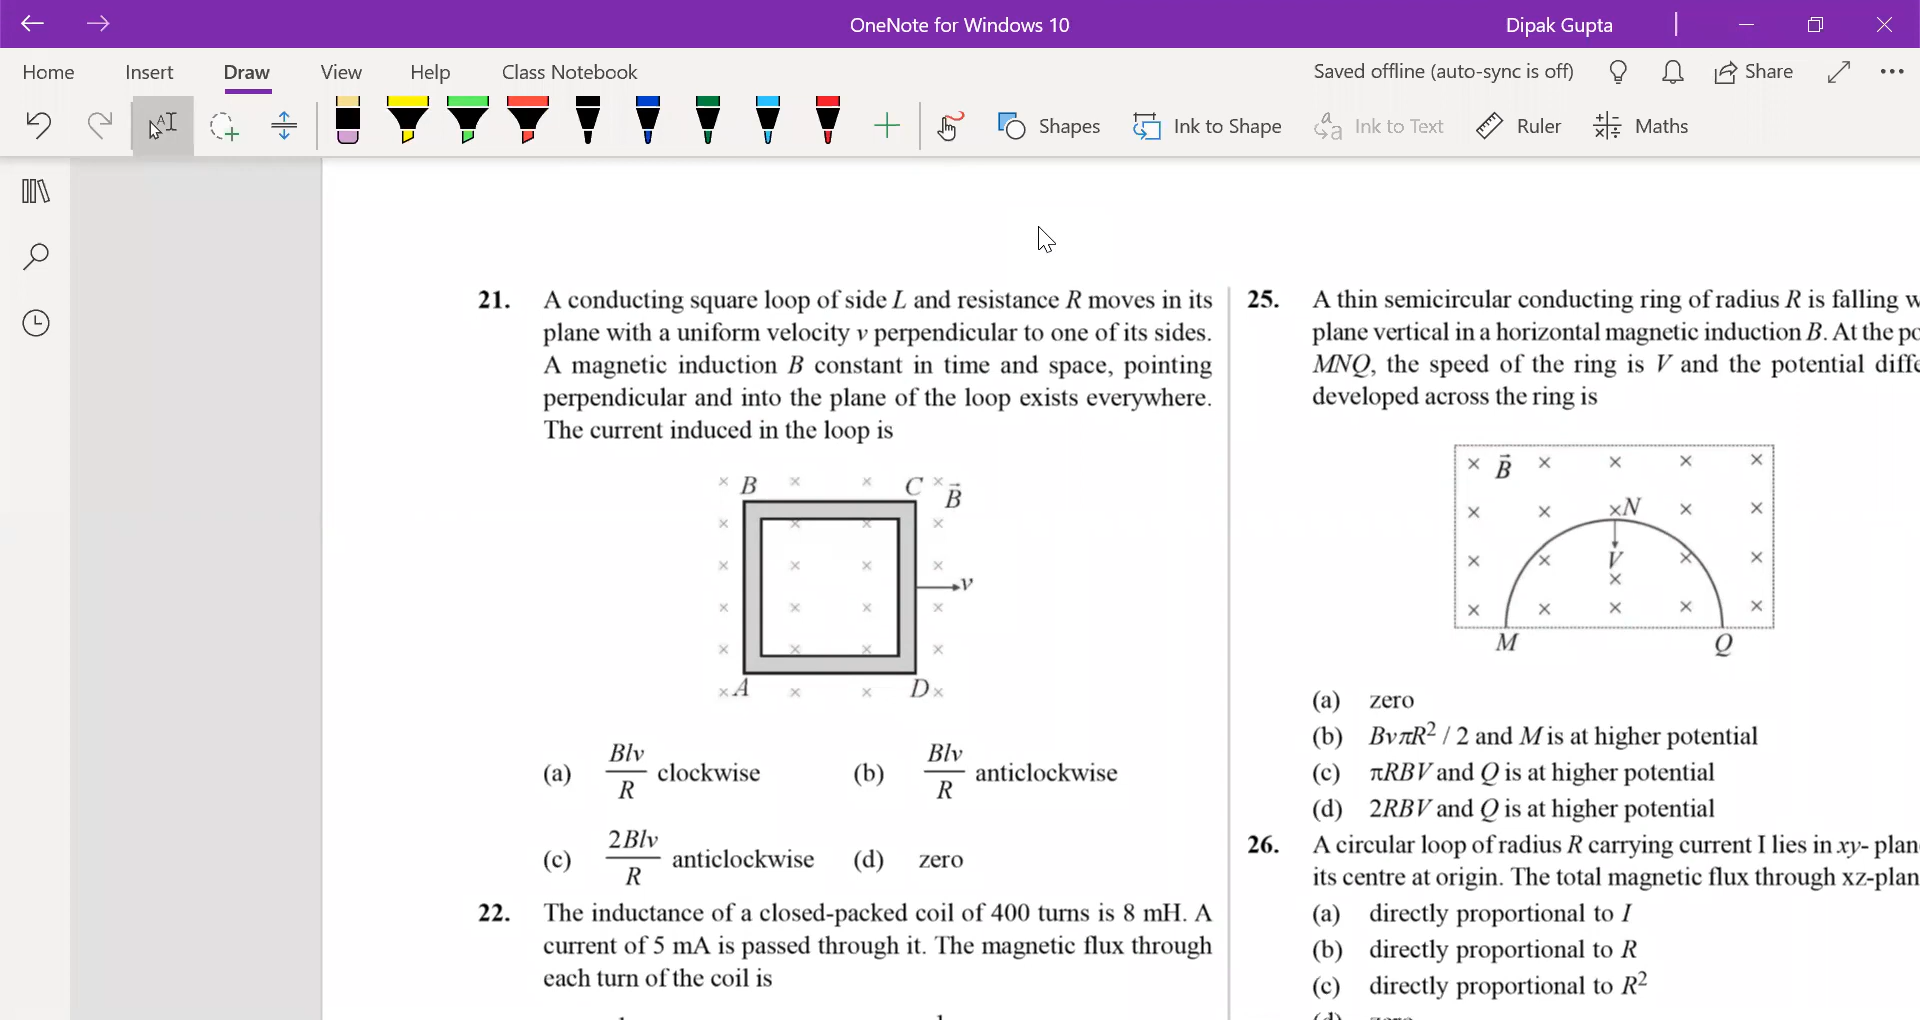 OneNote for Windows 10
Dipak Gupta
Home Insert Draw View Help Class Notebook
Saved offline (auto-sync is off) Share
Shapes Ink to Shape Ink to Text Ruler Maths
21. A conducting square loop of side L and resistance R moves in its
plane with a uniform velocity v perpendicular to one of its sides.
A magnetic induction B constant in time and space, pointing
perpendicular and into the plane of the loop exists everywhere.
The current induced in the loop is
B C B⃗
v
A D
(a) Blv/R clockwise (b) Blv/R anticlockwise
(c) 2Blv/R anticlockwise (d) zero
22. The inductance of a closed-packed coil of 400 turns is 8 mH. A
current of 5 mA is passed through it. The magnetic flux through
each turn of the coil is
25. A thin semicircular conducting ring of radius R is falling
plane vertical in a horizontal magnetic induction B. At the
MNQ, the speed of the ring is V and the potential
developed across the ring is
B⃗
N
V
M Q
(a) zero
(b) BvπR² / 2 and M is at higher potential
(c) πRBV and Q is at higher potential
(d) 2RBV and Q is at higher potential
26. A circular loop of radius R carrying current I lies in xy- plan
its centre at origin. The total magnetic flux through xz-plan
(a) directly proportional to I
(b) directly proportional to R
(c) directly proportional to R²